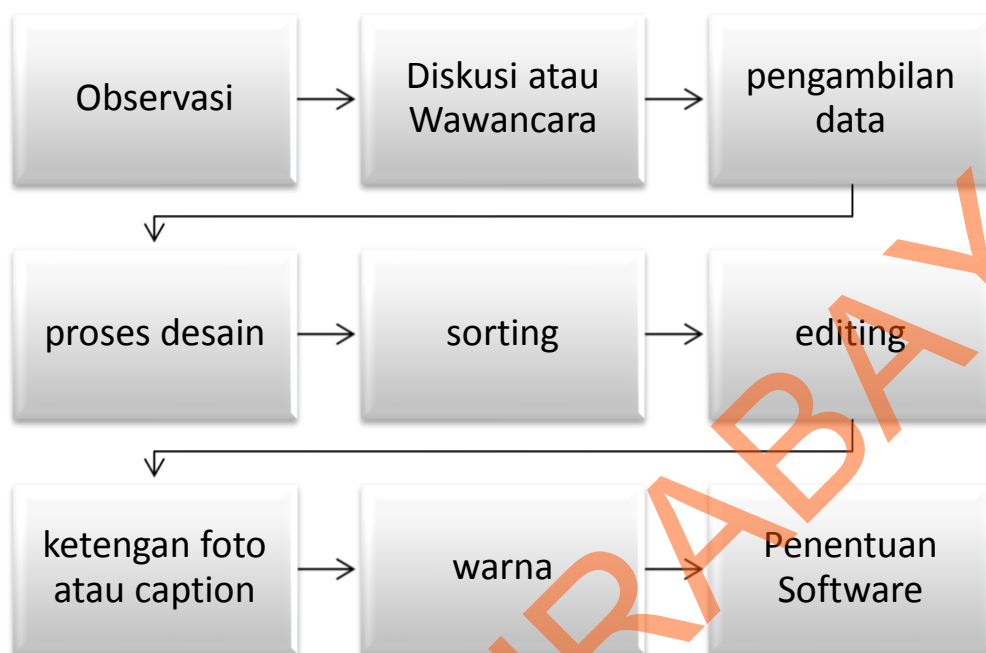 Observasi
Diskusi atau
Wawancara
pengambilan
data
proses desain
sorting
editing
ketengan foto
atau caption
warna
Penentuan
Software